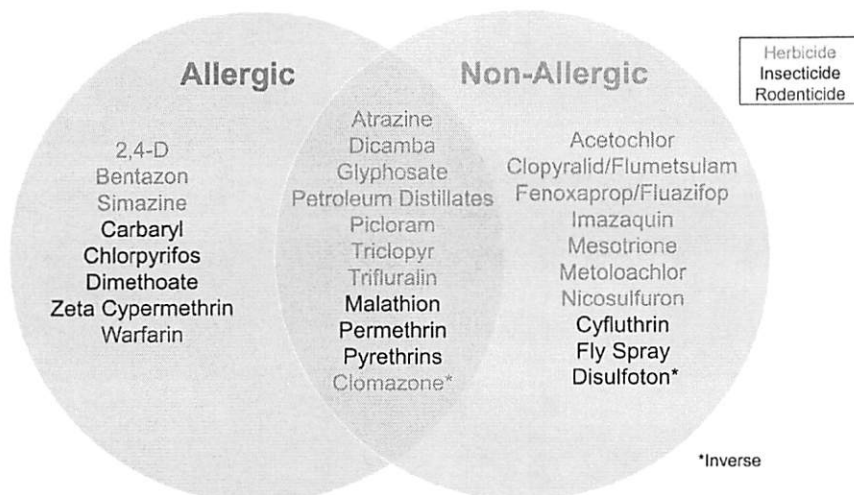 Allergic
Non-Allergic
Herbicide
Insecticide
Rodenticide
2,4-D
Bentazon
Simazine
Carbaryl
Chlorpyrifos
Dimethoate
Zeta Cypermethrin
Warfarin
Atrazine
Dicamba
Glyphosate
Petroleum Distillates
Picloram
Triclopyr
Trifluralin
Malathion
Permethrin
Pyrethrins
Clomazone*
Acetochlor
Clopyralid/Flumetsulam
Fenoxaprop/Fluazifop
Imazaquin
Mesotrione
Metoloachlor
Nicosulfuron
Cyfluthrin
Fly Spray
Disulfoton*
*Inverse